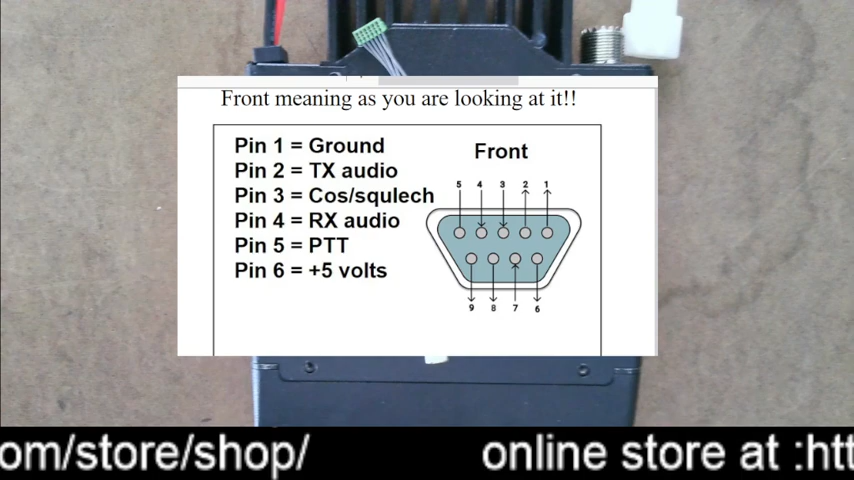 Front meaning as you are looking at it!!
Pin 1 = Ground
Pin 2 = TX audio
Pin 3 = Cos/squlech
Pin 4 = RX audio
Pin 5 = PTT
Pin 6 = +5 volts
Front
5 4 3 2 1
9 8 7 6
om/store/shop/ online store at :htt